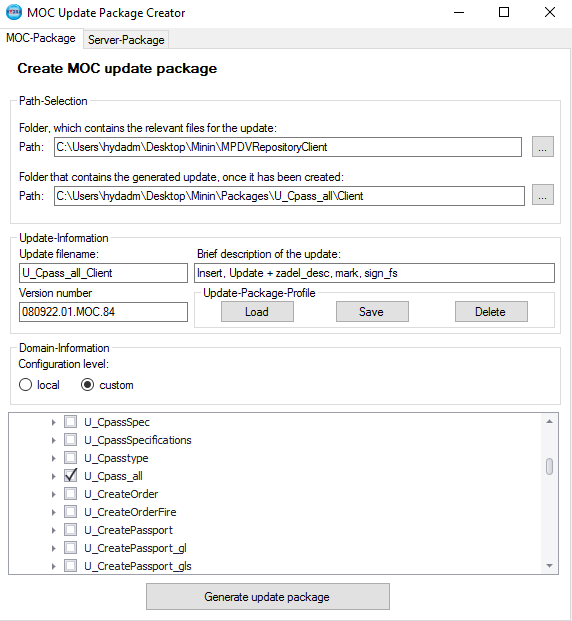 MOC Update Package Creator
MOC-Package Server-Package
Create MOC update package
Path-Selection
Folder, which contains the relevant files for the update:
Path: C:\Users\hydadm\Desktop\Minin\MPDVRepositoryClient ...
Folder that contains the generated update, once it has been created:
Path: C:\Users\hydadm\Desktop\Minin\Packages\U_Cpass_all\Client ...
Update-Information
Update filename: Brief description of the update:
U_Cpass_all_Client Insert, Update + zadel_desc, mark, sign_fs
Version number Update-Package-Profile
080922.01.MOC.84 Load Save Delete
Domain-Information
Configuration level:
local custom
U_CpassSpec
U_CpassSpecifications
U_Cpasstype
U_Cpass_all
U_CreateOrder
U_CreateOrderFire
U_CreatePassport
U_CreatePassport_gl
U_CreatePassport_gls
Generate update package